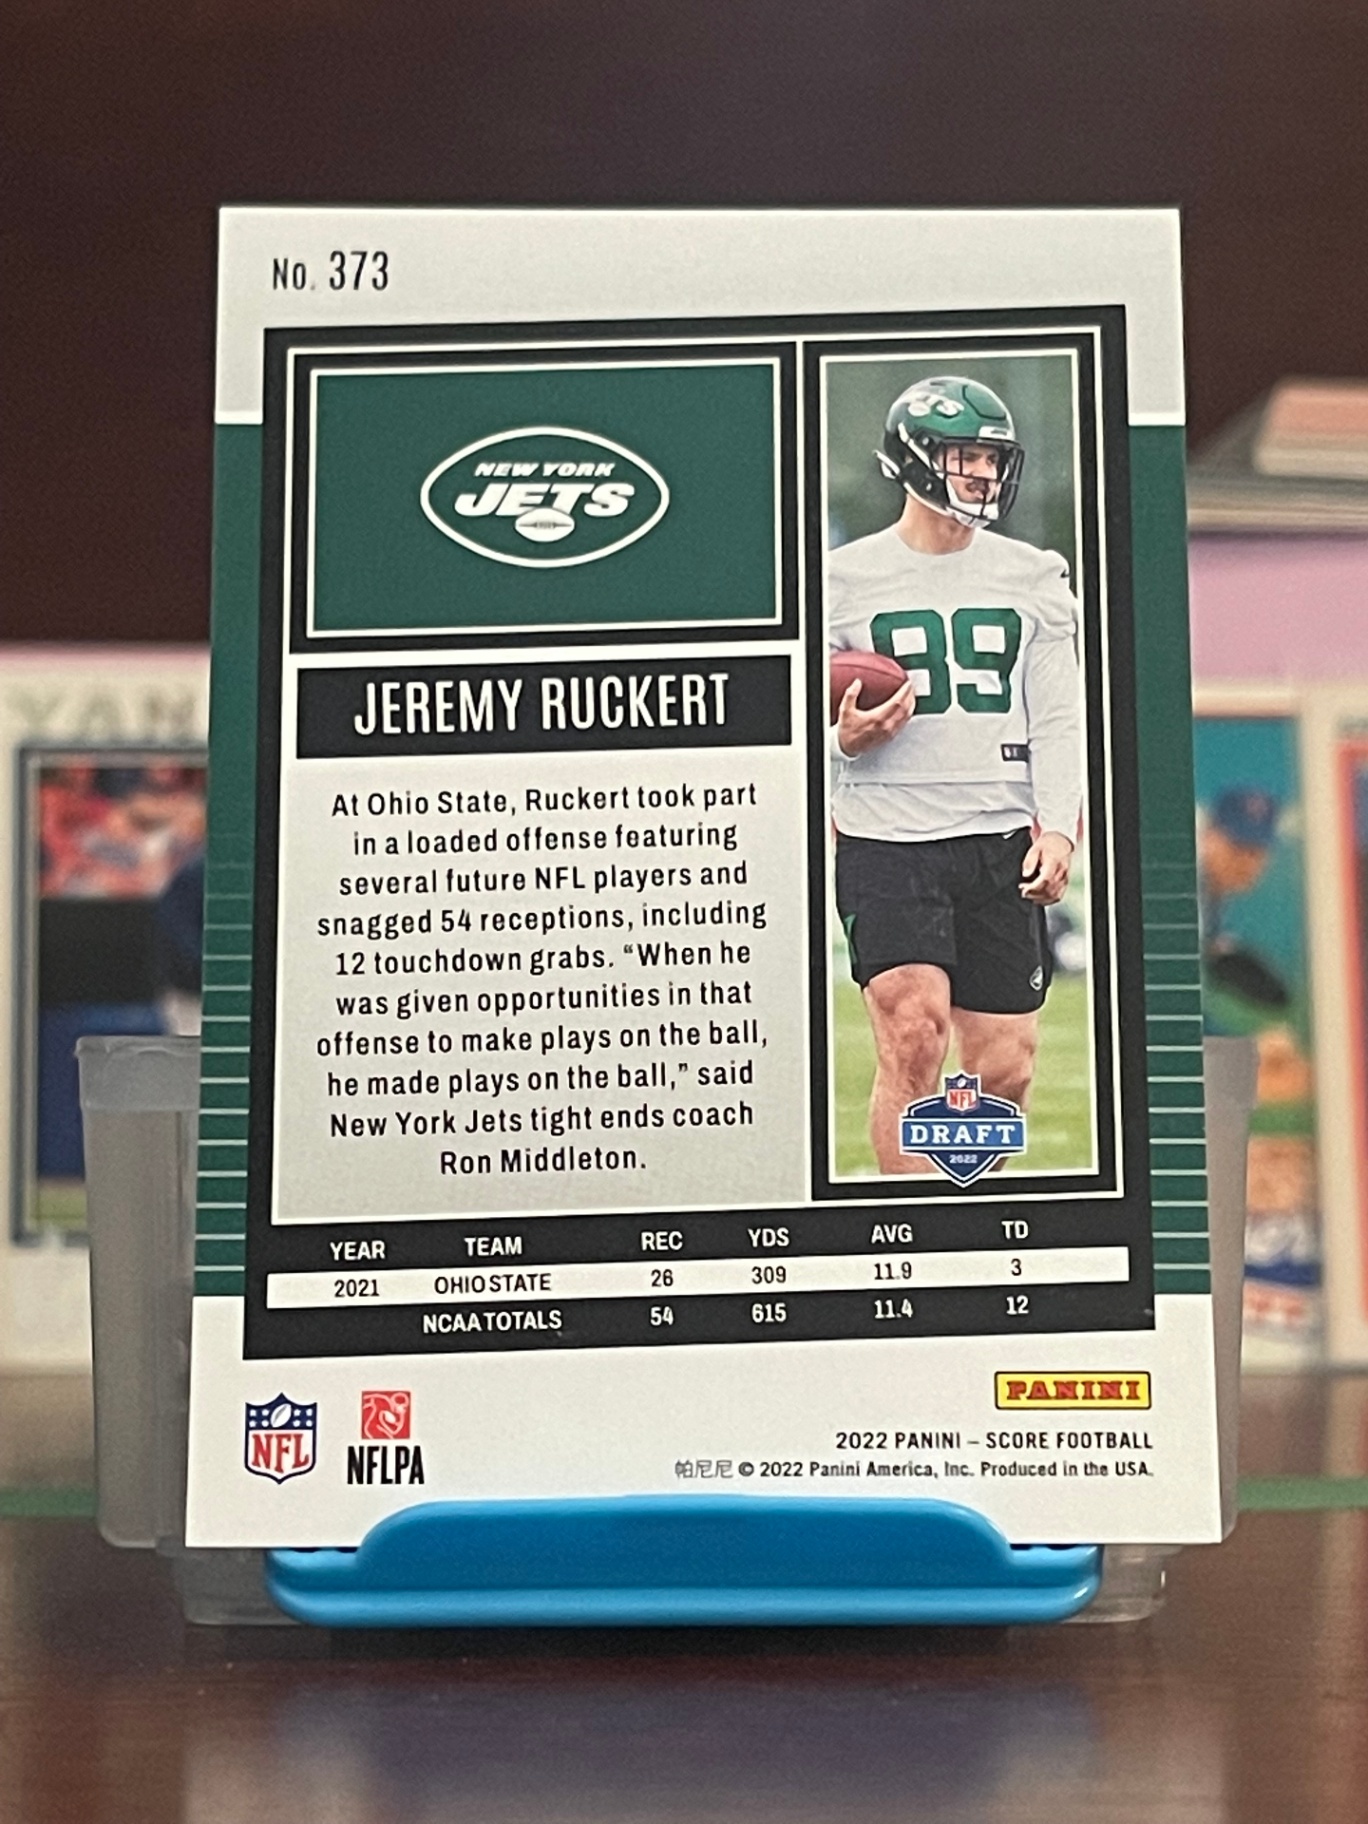 No. 373
NEW YORK
JETS
JETS
89
JEREMY RUCKERT
At Ohio State, Ruckert took part
in a loaded offense featuring
several future NFL players and
snagged 54 receptions, including
12 touchdown grabs. “When he
was given opportunities in that
offense to make plays on the ball,
he made plays on the ball,” said
New York Jets tight ends coach
Ron Middleton.
NFL
DRAFT
2022
YEAR TEAM REC YDS AVG TD
2021 OHIO STATE 26 309 11.9 3
NCAA TOTALS 54 615 11.4 12
NFL
NFLPA
PANINI
2022 PANINI – SCORE FOOTBALL
帕尼尼 © 2022 Panini America, Inc. Produced in the USA.
YAN